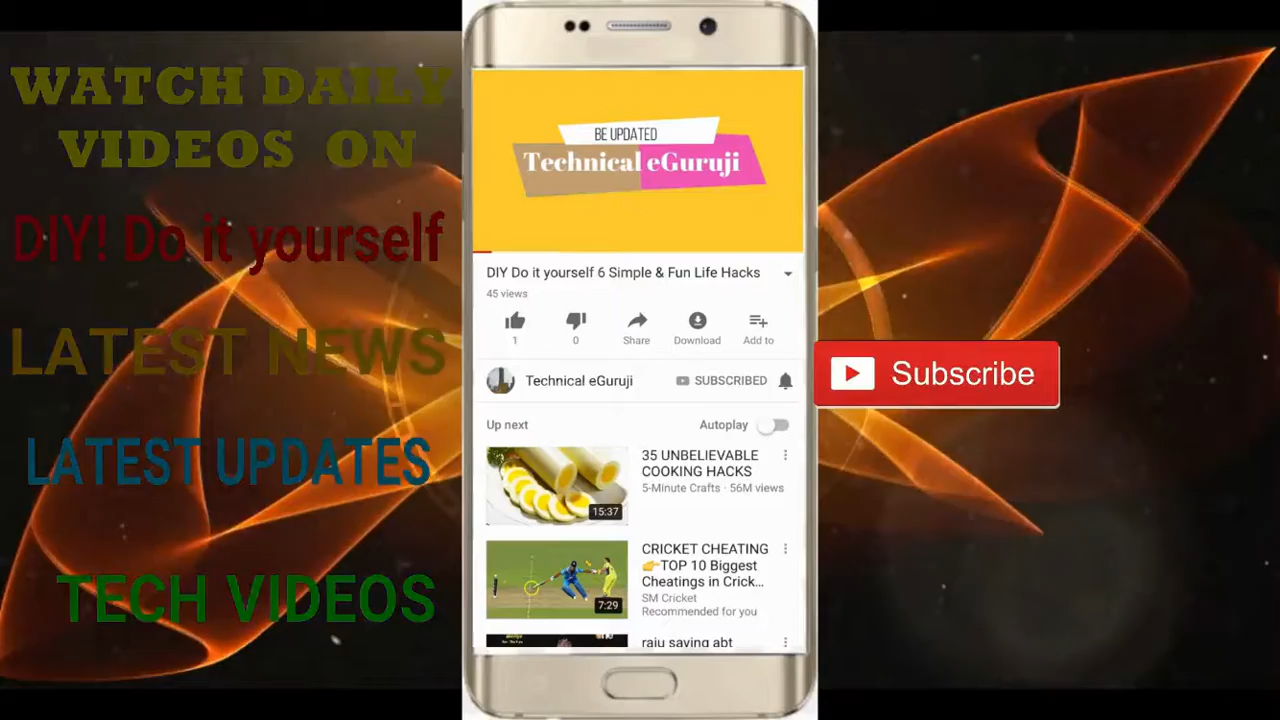 WATCH DAILY
VIDEOS ON
DIY! Do it yourself
LATEST NEWS
LATEST UPDATES
TECH VIDEOS
BE UPDATED
Technical eGuruji
DIY Do it yourself 6 Simple & Fun Life Hacks
45 views
1
0
Share
Download
Add to
Technical eGuruji
SUBSCRIBED
Up next
Autoplay
35 UNBELIEVABLE
COOKING HACKS
5-Minute Crafts · 56M views
15:37
CRICKET CHEATING
👉TOP 10 Biggest
Cheatings in Crick...
SM Cricket
Recommended for you
7:29
raju saying abt
Subscribe